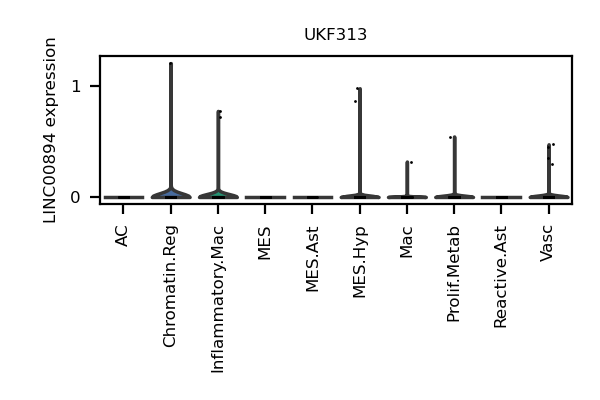 UKF313
LINC00894 expression
1
0
AC
Chromatin.Reg
Inflammatory.Mac
MES
MES.Ast
MES.Hyp
Mac
Prolif.Metab
Reactive.Ast
Vasc